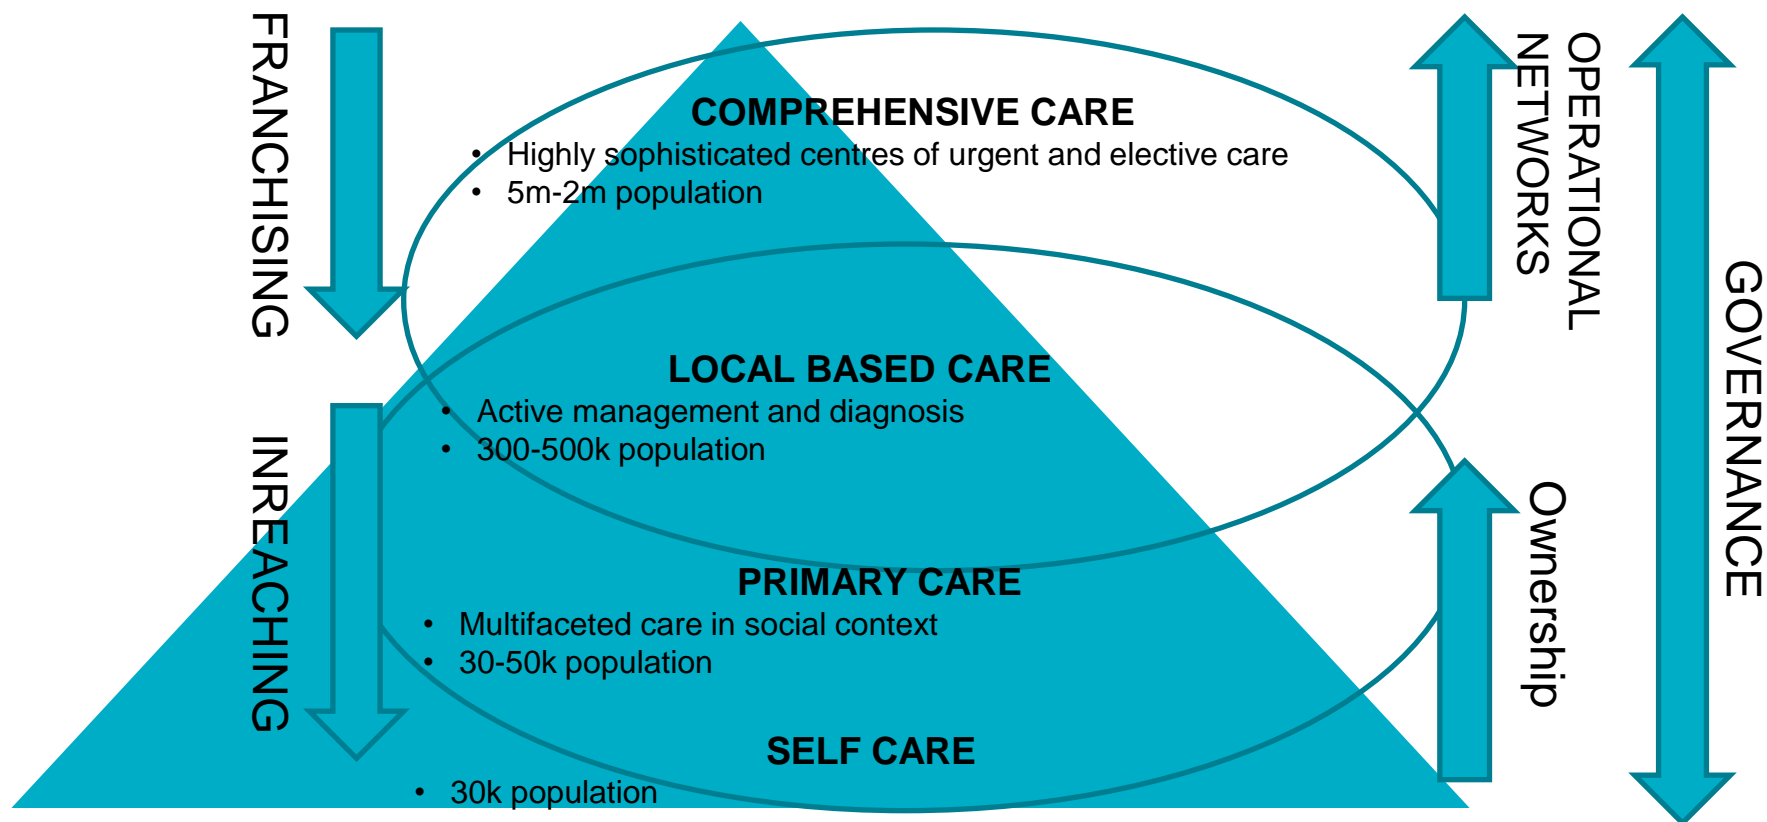 FRANCHISING
INREACHING
COMPREHENSIVE CARE
• Highly sophisticated centres of urgent and elective care
• 5m-2m population
LOCAL BASED CARE
• Active management and diagnosis
• 300-500k population
PRIMARY CARE
• Multifaceted care in social context
• 30-50k population
SELF CARE
• 30k population
OPERATIONAL
NETWORKS
Ownership
GOVERNANCE